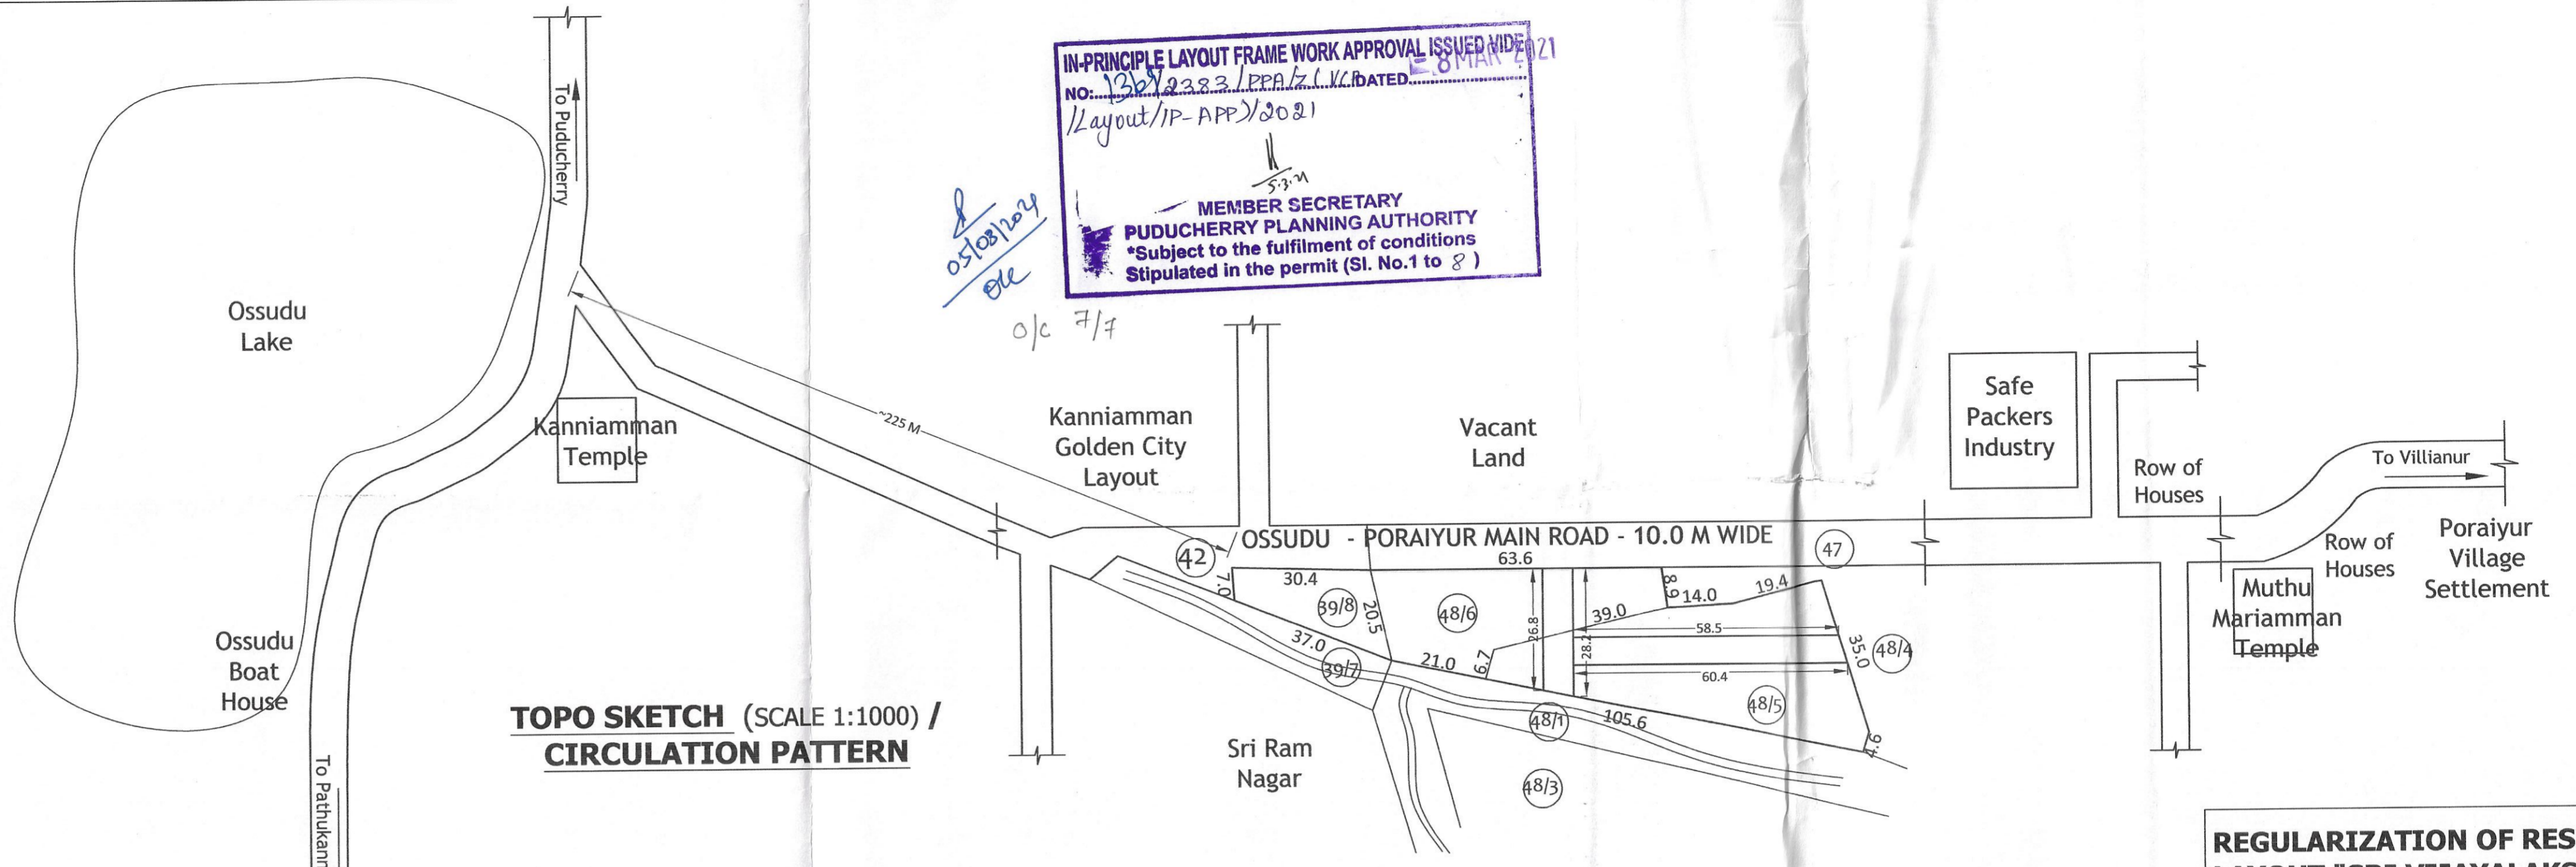 IN-PRINCIPLE LAYOUT FRAME WORK APPROVAL ISSUED VIDE
NO: 1368/2383/PPA/Z( DATED 8 MAR 2021
/Layout/IP-APP)/2021
5.3.21
MEMBER SECRETARY
PUDUCHERRY PLANNING AUTHORITY
*Subject to the fulfilment of conditions
Stipulated in the permit (Sl. No.1 to 8 )
05/03/2021
O/c 7/7
To Puducherry
Ossudu
Lake
Kanniamman
Temple
~225 M
Kanniamman
Golden City
Layout
Vacant
Land
Safe
Packers
Industry
Row of
Houses
To Villianur
Row of
Houses
Poraiyur
Village
Settlement
Muthu
Mariamman
Temple
42
OSSUDU - PORAIYUR MAIN ROAD - 10.0 M WIDE
47
63.6
7.0
30.4
39/8
20.5
48/6
26.8
28.2
39.0
8.9
14.0
19.4
58.5
35.0
48/4
37.0
39/7
21.0
6.7
60.4
48/5
48/1
105.6
4.6
48/3
Ossudu
Boat
House
Sri Ram
Nagar
To Pathukann
TOPO SKETCH (SCALE 1:1000) /
CIRCULATION PATTERN
REGULARIZATION OF RES